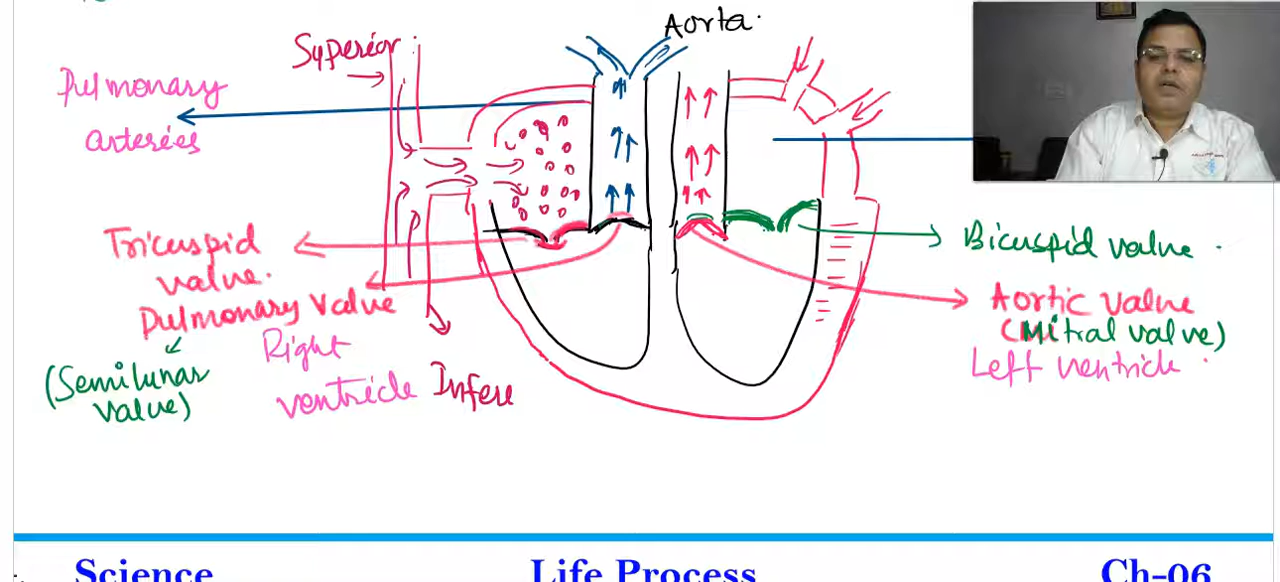 Aorta.
Superior
Pulmonary
arteries
Tricuspid
valve.
Bicuspid valve.
Pulmonary valve
Aortic valve
(Mitral valve)
Right
ventricle
Left ventricle.
(Semilunar
valve)
Infere
Science Life Process Ch-06